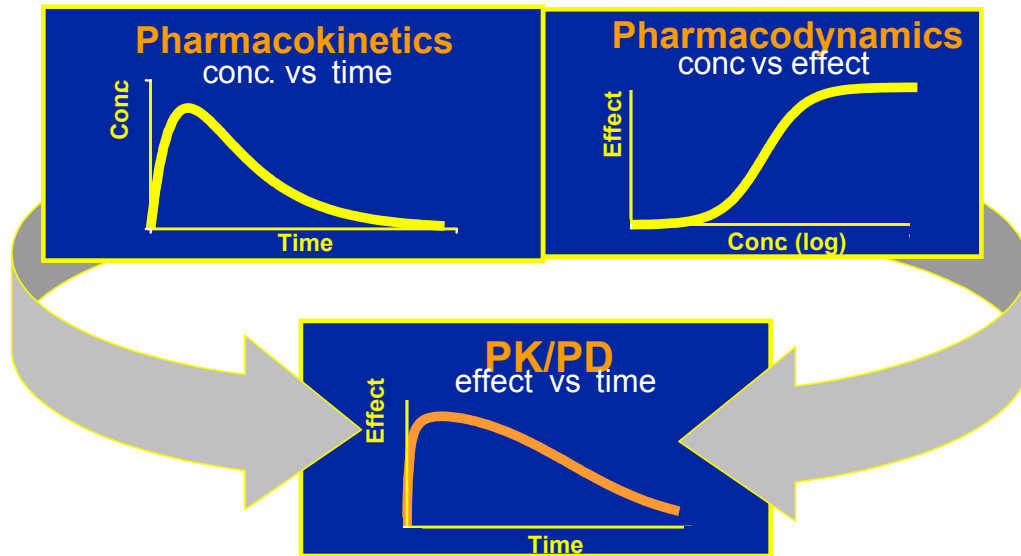 Pharmacokinetics
conc. vs time
Conc
Time
Pharmacodynamics
conc vs effect
Effect
Conc (log)
PK/PD
effect vs time
Effect
Time